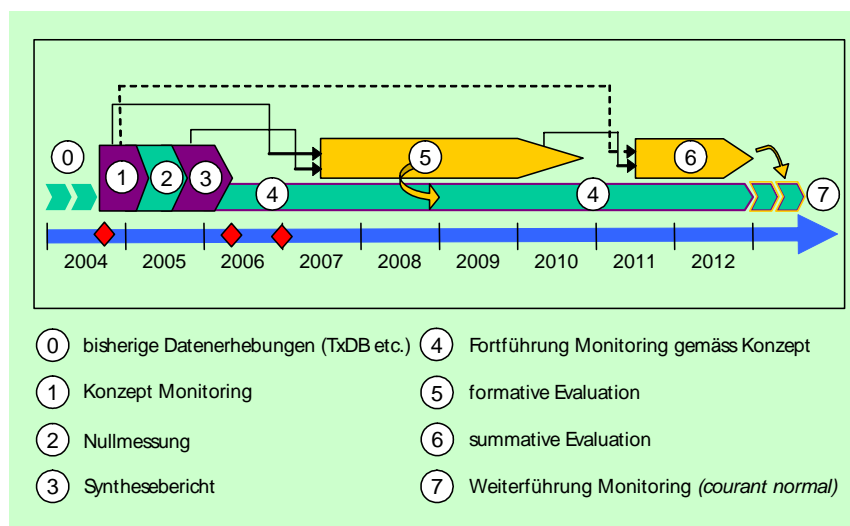 0
1
2
3
5
6
4
4
7
2004 2005 2006 2007 2008 2009 2010 2011 2012
0 bisherige Datenerhebungen (TxDB etc.)
1 Konzept Monitoring
2 Nullmessung
3 Synthesebericht
4 Fortführung Monitoring gemäss Konzept
5 formative Evaluation
6 summative Evaluation
7 Weiterführung Monitoring (courant normal)